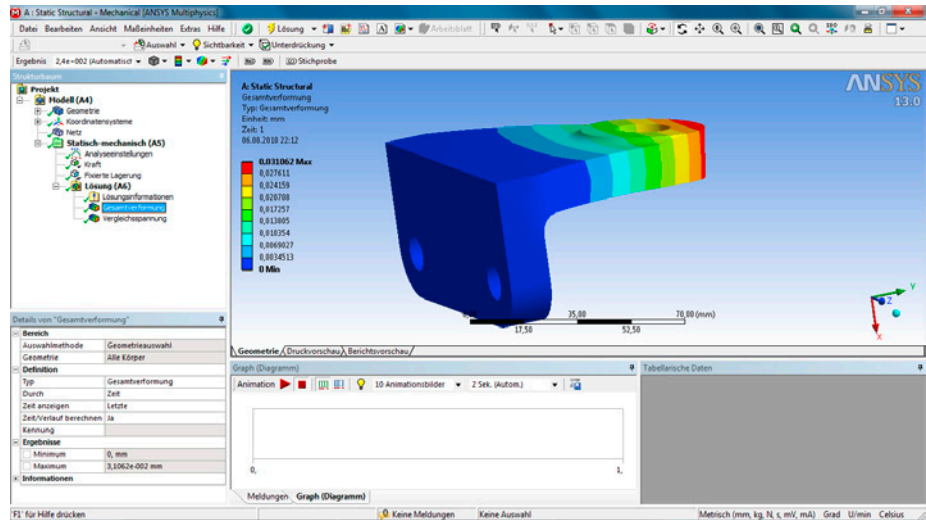 A : Static Structural - Mechanical [ANSYS Multiphysics]
Datei Bearbeiten Ansicht Maßeinheiten Extras Hilfe Lösung Arbeitsblatt
Auswahl Sichtbarkeit Unterdrückung
Ergebnis 2,4e+002 (Automatisch Stichprobe
Strukturbaum
Projekt
Modell (A4)
Geometrie
Koordinatensysteme
Netz
Statisch-mechanisch (A5)
Analyseeinstellungen
Kraft
Fixierte Lagerung
Lösung (A6)
Lösungsinformationen
Gesamtverformung
Vergleichsspannung
A: Static Structural
Gesamtverformung
Typ: Gesamtverformung
Einheit: mm
Zeit: 1
06.08.2010 22:12
0,031062 Max
0,027611
0,024159
0,020708
0,017257
0,013805
0,010354
0,0069027
0,0034513
0 Min
ANSYS
13.0
35,00 70,00 (mm)
17,50 52,50
Y
Z
X
Geometrie Druckvorschau Berichtsvorschau
Details von "Gesamtverformung"
Bereich
Auswahlmethode Geometrieauswahl
Geometrie Alle Körper
Definition
Typ Gesamtverformung
Durch Zeit
Zeit anzeigen Letzte
Zeit/Verlauf berechnen Ja
Kennung
Ergebnisse
Minimum 0, mm
Maximum 3,1062e-002 mm
Informationen
Graph (Diagramm)
Animation 10 Animationsbilder 2 Sek. (Autom.)
0, 1,
Meldungen Graph (Diagramm)
Tabellarische Daten
'F1' für Hilfe drücken 0 Keine Meldungen Keine Auswahl Metrisch (mm, kg, N, s, mV, mA) Grad U/min Celsius